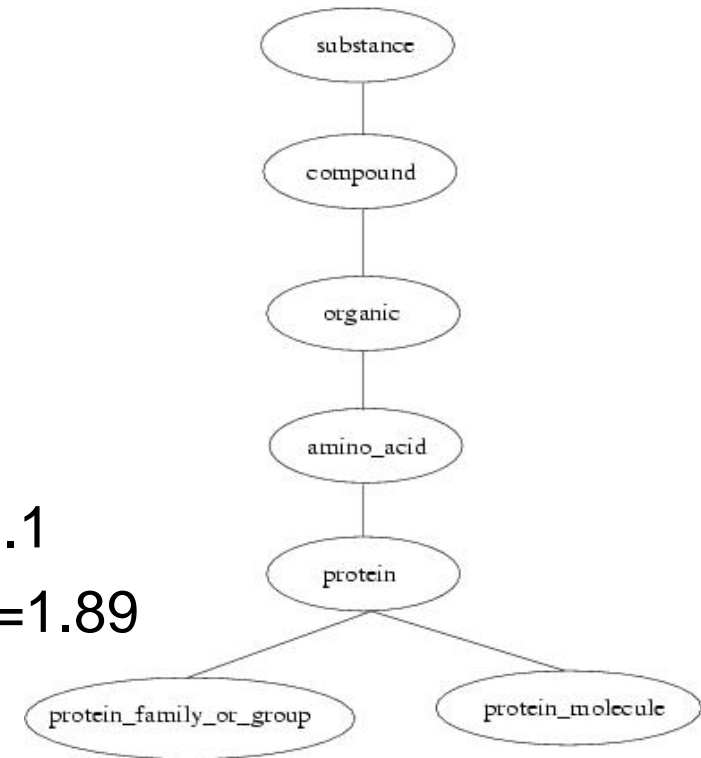 substance
compound
organic
amino_acid
.1
protein
=1.89
protein_family_or_group
protein_molecule